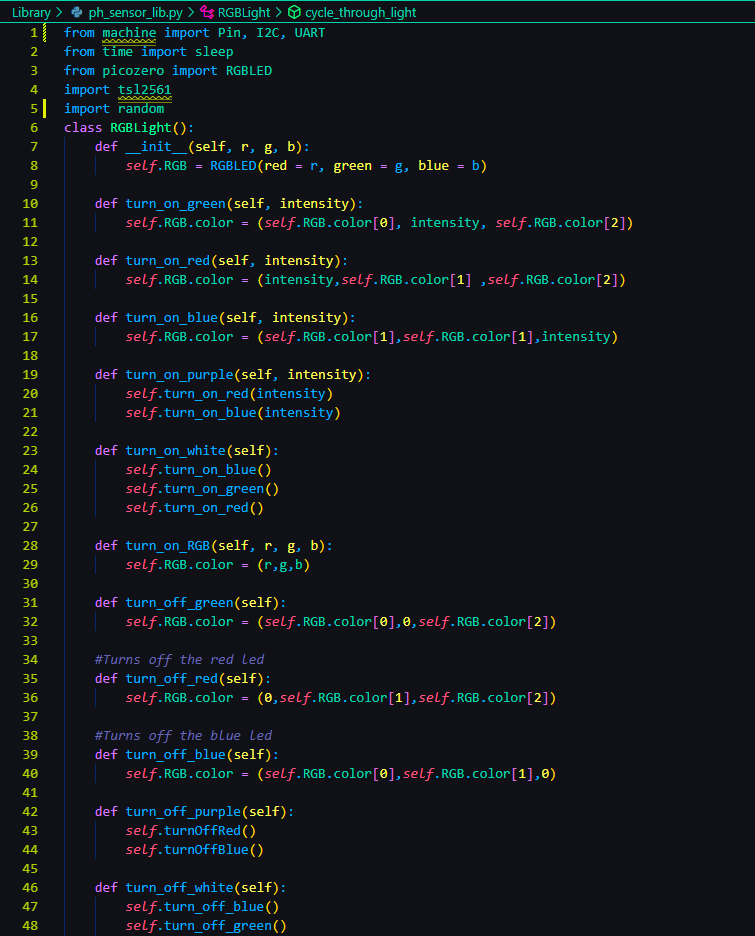 Library > ph_sensor_lib.py > RGBLight > cycle_through_light
1 from machine import Pin, I2C, UART
2 from time import sleep
3 from picozero import RGBLED
4 import tsl2561
5 import random
6 class RGBLight():
7     def __init__(self, r, g, b):
8         self.RGB = RGBLED(red = r, green = g, blue = b)
9
10     def turn_on_green(self, intensity):
11         self.RGB.color = (self.RGB.color[0], intensity, self.RGB.color[2])
12
13     def turn_on_red(self, intensity):
14         self.RGB.color = (intensity,self.RGB.color[1] ,self.RGB.color[2])
15
16     def turn_on_blue(self, intensity):
17         self.RGB.color = (self.RGB.color[1],self.RGB.color[1],intensity)
18
19     def turn_on_purple(self, intensity):
20         self.turn_on_red(intensity)
21         self.turn_on_blue(intensity)
22
23     def turn_on_white(self):
24         self.turn_on_blue()
25         self.turn_on_green()
26         self.turn_on_red()
27
28     def turn_on_RGB(self, r, g, b):
29         self.RGB.color = (r,g,b)
30
31     def turn_off_green(self):
32         self.RGB.color = (self.RGB.color[0],0,self.RGB.color[2])
33
34     #Turns off the red led
35     def turn_off_red(self):
36         self.RGB.color = (0,self.RGB.color[1],self.RGB.color[2])
37
38     #Turns off the blue led
39     def turn_off_blue(self):
40         self.RGB.color = (self.RGB.color[0],self.RGB.color[1],0)
41
42     def turn_off_purple(self):
43         self.turnOffRed()
44         self.turnOffBlue()
45
46     def turn_off_white(self):
47         self.turn_off_blue()
48         self.turn_off_green()